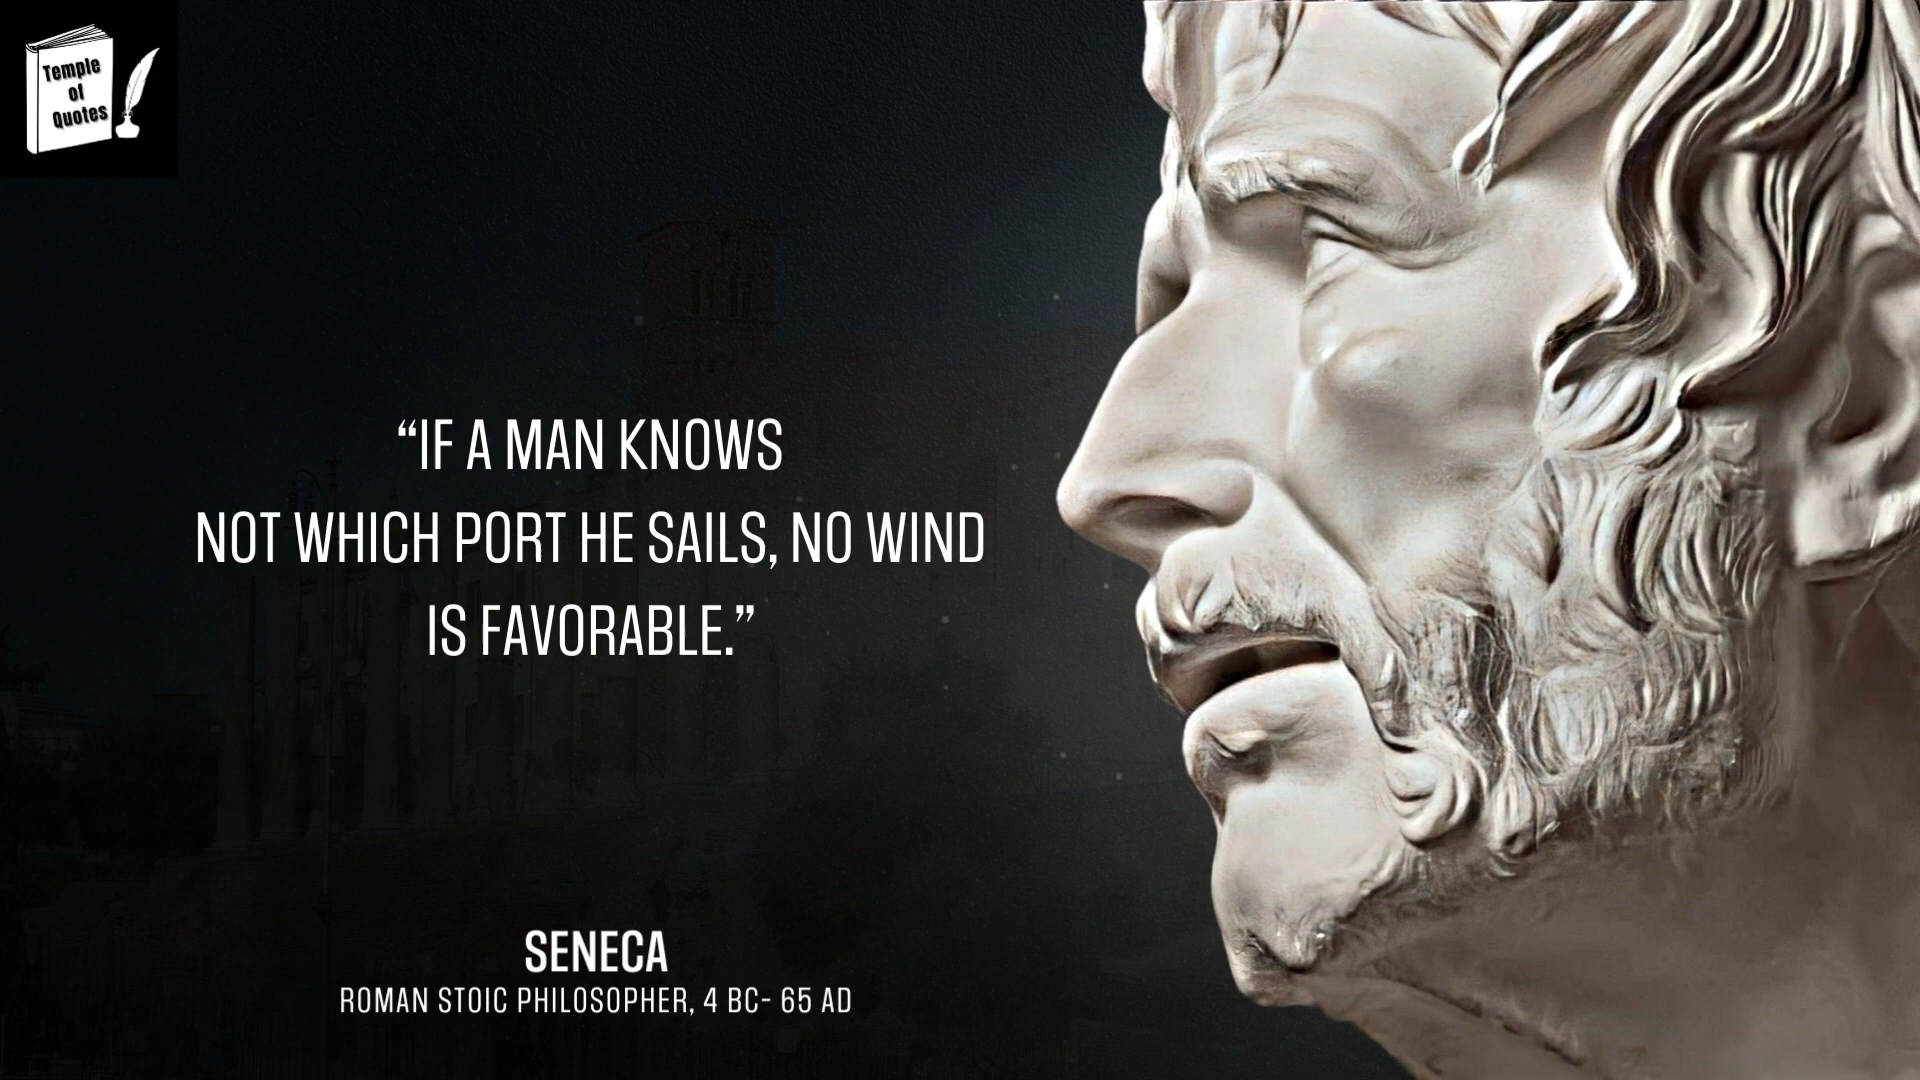 Temple
of
Quotes
“IF A MAN KNOWS
NOT WHICH PORT HE SAILS, NO WIND
IS FAVORABLE.”
SENECA
ROMAN STOIC PHILOSOPHER, 4 BC- 65 AD